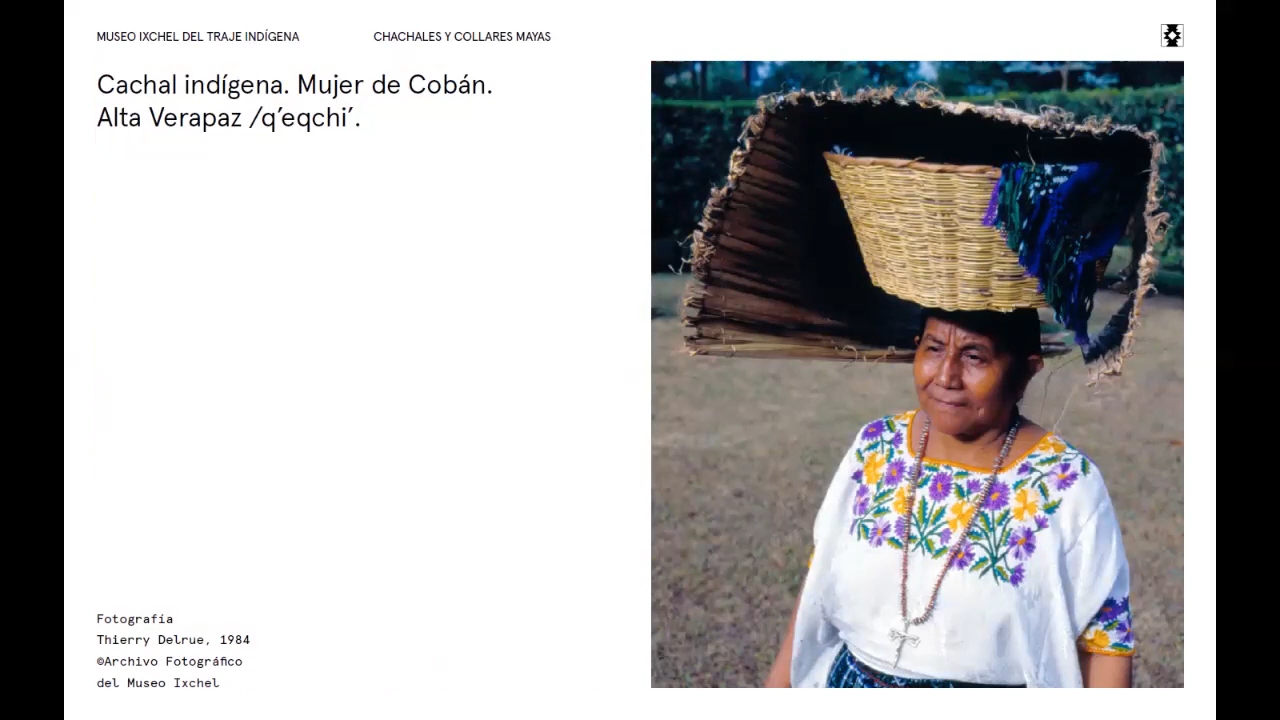 MUSEO IXCHEL DEL TRAJE INDÍGENA
CHACHALES Y COLLARES MAYAS
Cachal indígena. Mujer de Cobán.
Alta Verapaz /q’eqchi´.
Fotografía
Thierry Delrue, 1984
©Archivo Fotográfico
del Museo Ixchel